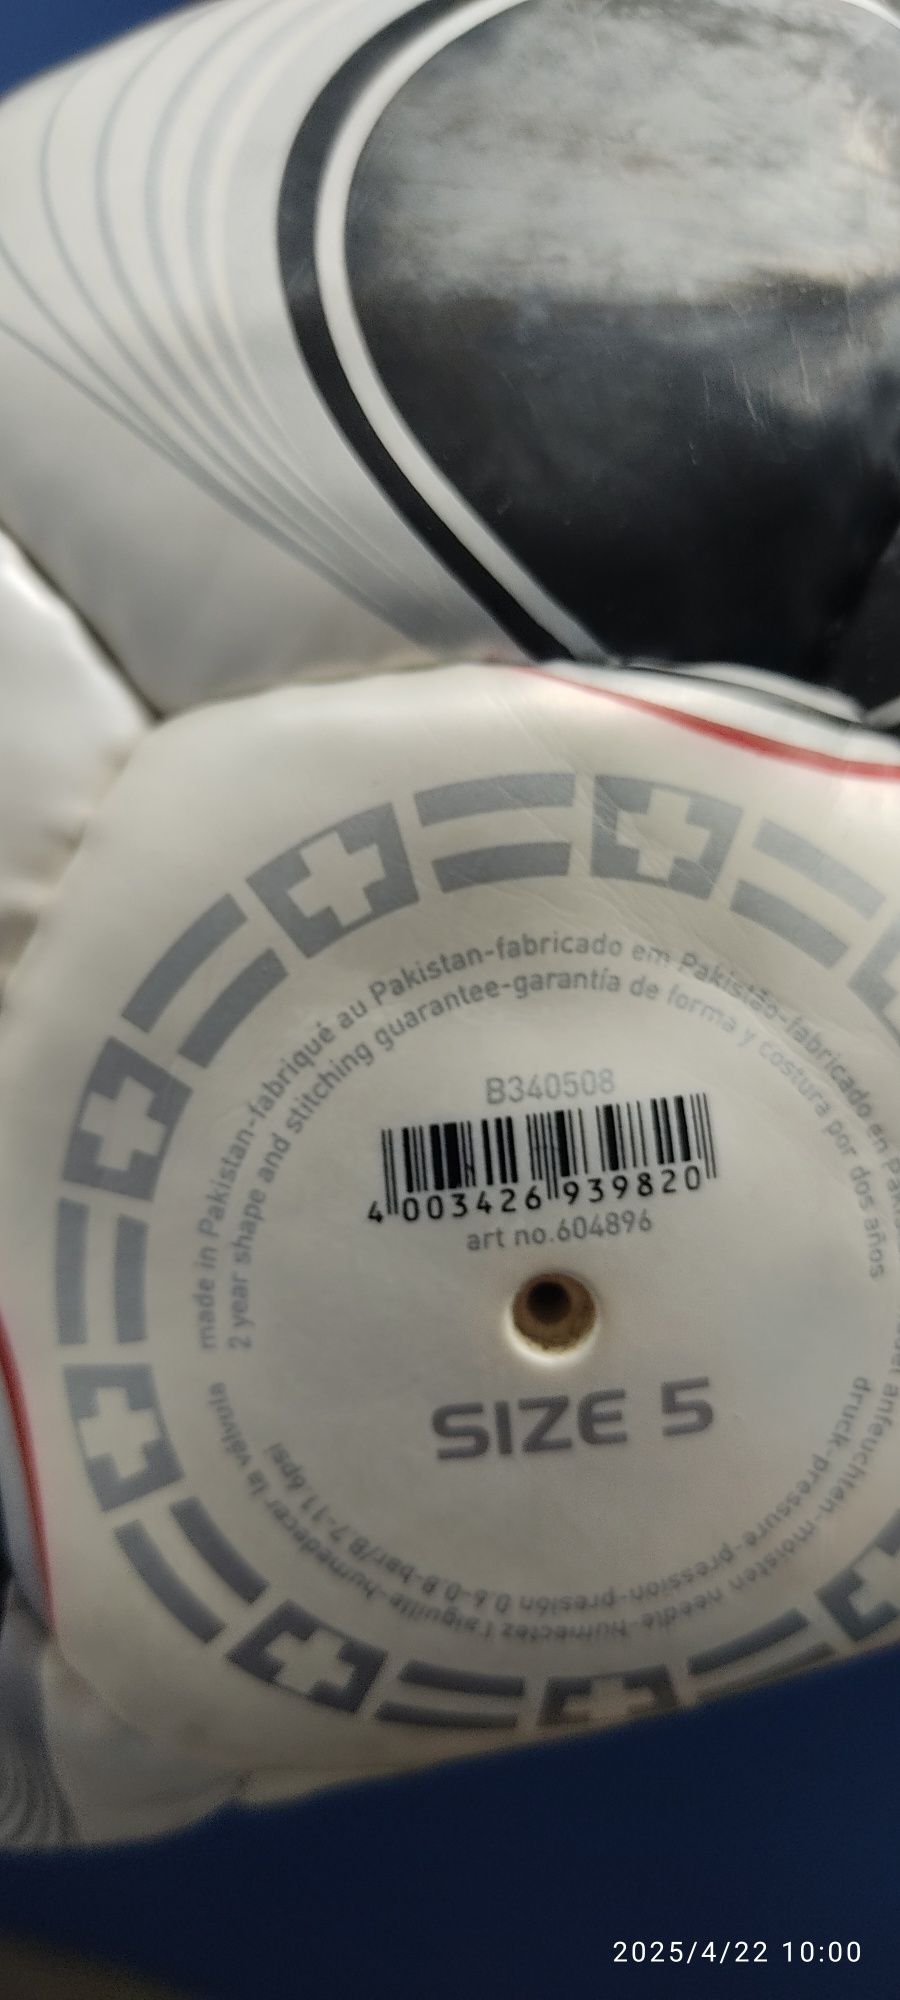 made in Pakistan-fabriqué au Pakistan-fabricado em Pakistão-fabricado en
2 year shape and stitching guarantee-garantía de forma y costura por dos años
B340508
4 003426 939820
art no.604896
SIZE 5
druck-pressure-pression-presión 0.6-0.8 bar/8.7-11.6psi
anfeuchten-moisten needle-humectez l'aiguille-humedecer la válvula
2025/4/22 10:00